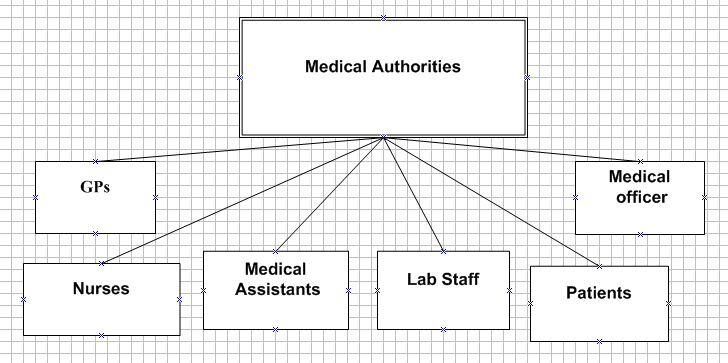 Medical Authorities
GPs
Medical
officer
Nurses
Medical
Assistants
Lab Staff
Patients